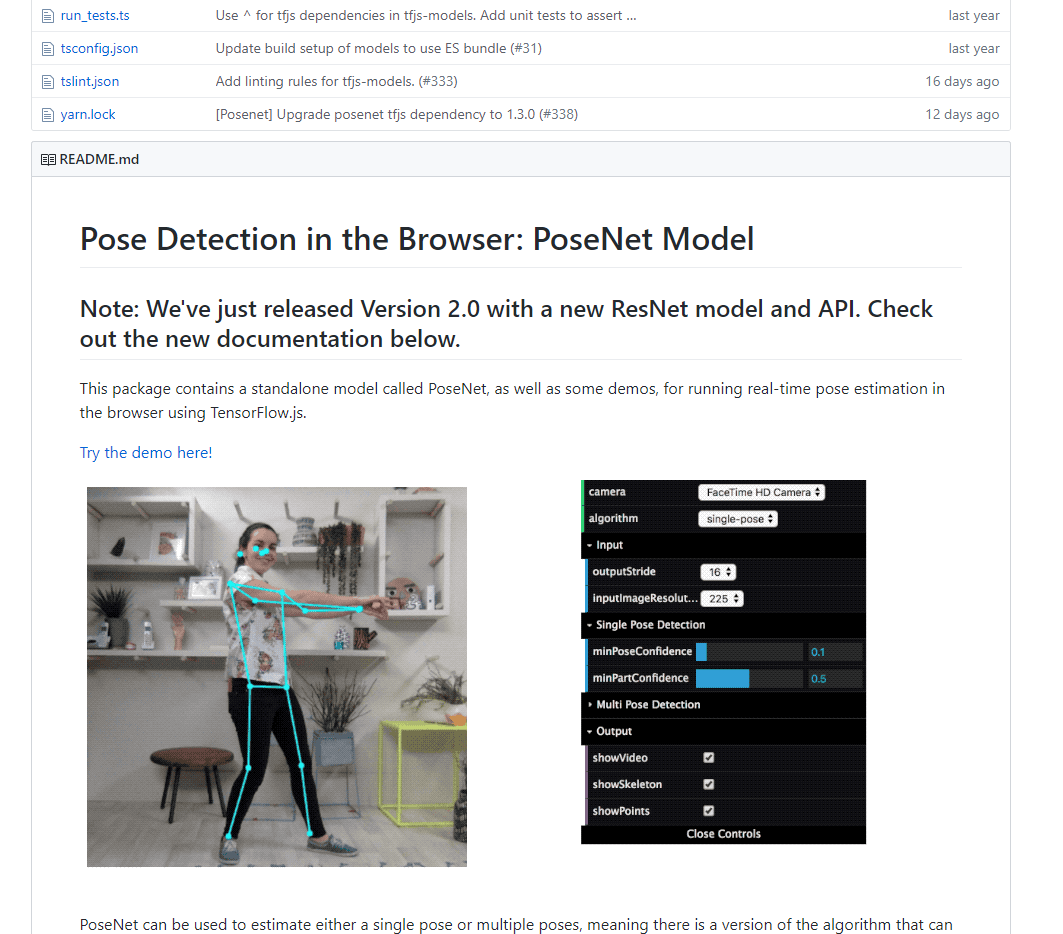 run_tests.ts Use ^ for tfjs dependencies in tfjs-models. Add unit tests to assert ... last year
tsconfig.json Update build setup of models to use ES bundle (#31) last year
tslint.json Add linting rules for tfjs-models. (#333) 16 days ago
yarn.lock [Posenet] Upgrade posenet tfjs dependency to 1.3.0 (#338) 12 days ago
README.md
Pose Detection in the Browser: PoseNet Model
Note: We've just released Version 2.0 with a new ResNet model and API. Check
out the new documentation below.
This package contains a standalone model called PoseNet, as well as some demos, for running real-time pose estimation in
the browser using TensorFlow.js.
Try the demo here!
camera FaceTime HD Camera
algorithm single-pose
Input
outputStride 16
inputImageResolut... 225
Single Pose Detection
minPoseConfidence 0.1
minPartConfidence 0.5
Multi Pose Detection
Output
showVideo
showSkeleton
showPoints
Close Controls
PoseNet can be used to estimate either a single pose or multiple poses, meaning there is a version of the algorithm that can